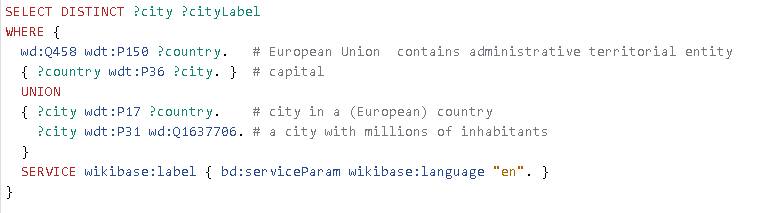 SELECT DISTINCT ?city ?cityLabel
WHERE {
  wd:Q458 wdt:P150 ?country.   # European Union  contains administrative territorial entity
  { ?country wdt:P36 ?city. }  # capital
  UNION
  { ?city wdt:P17 ?country.    # city in a (European) country
    ?city wdt:P31 wd:Q1637706. # a city with millions of inhabitants
  }
  SERVICE wikibase:label { bd:serviceParam wikibase:language "en". }
}